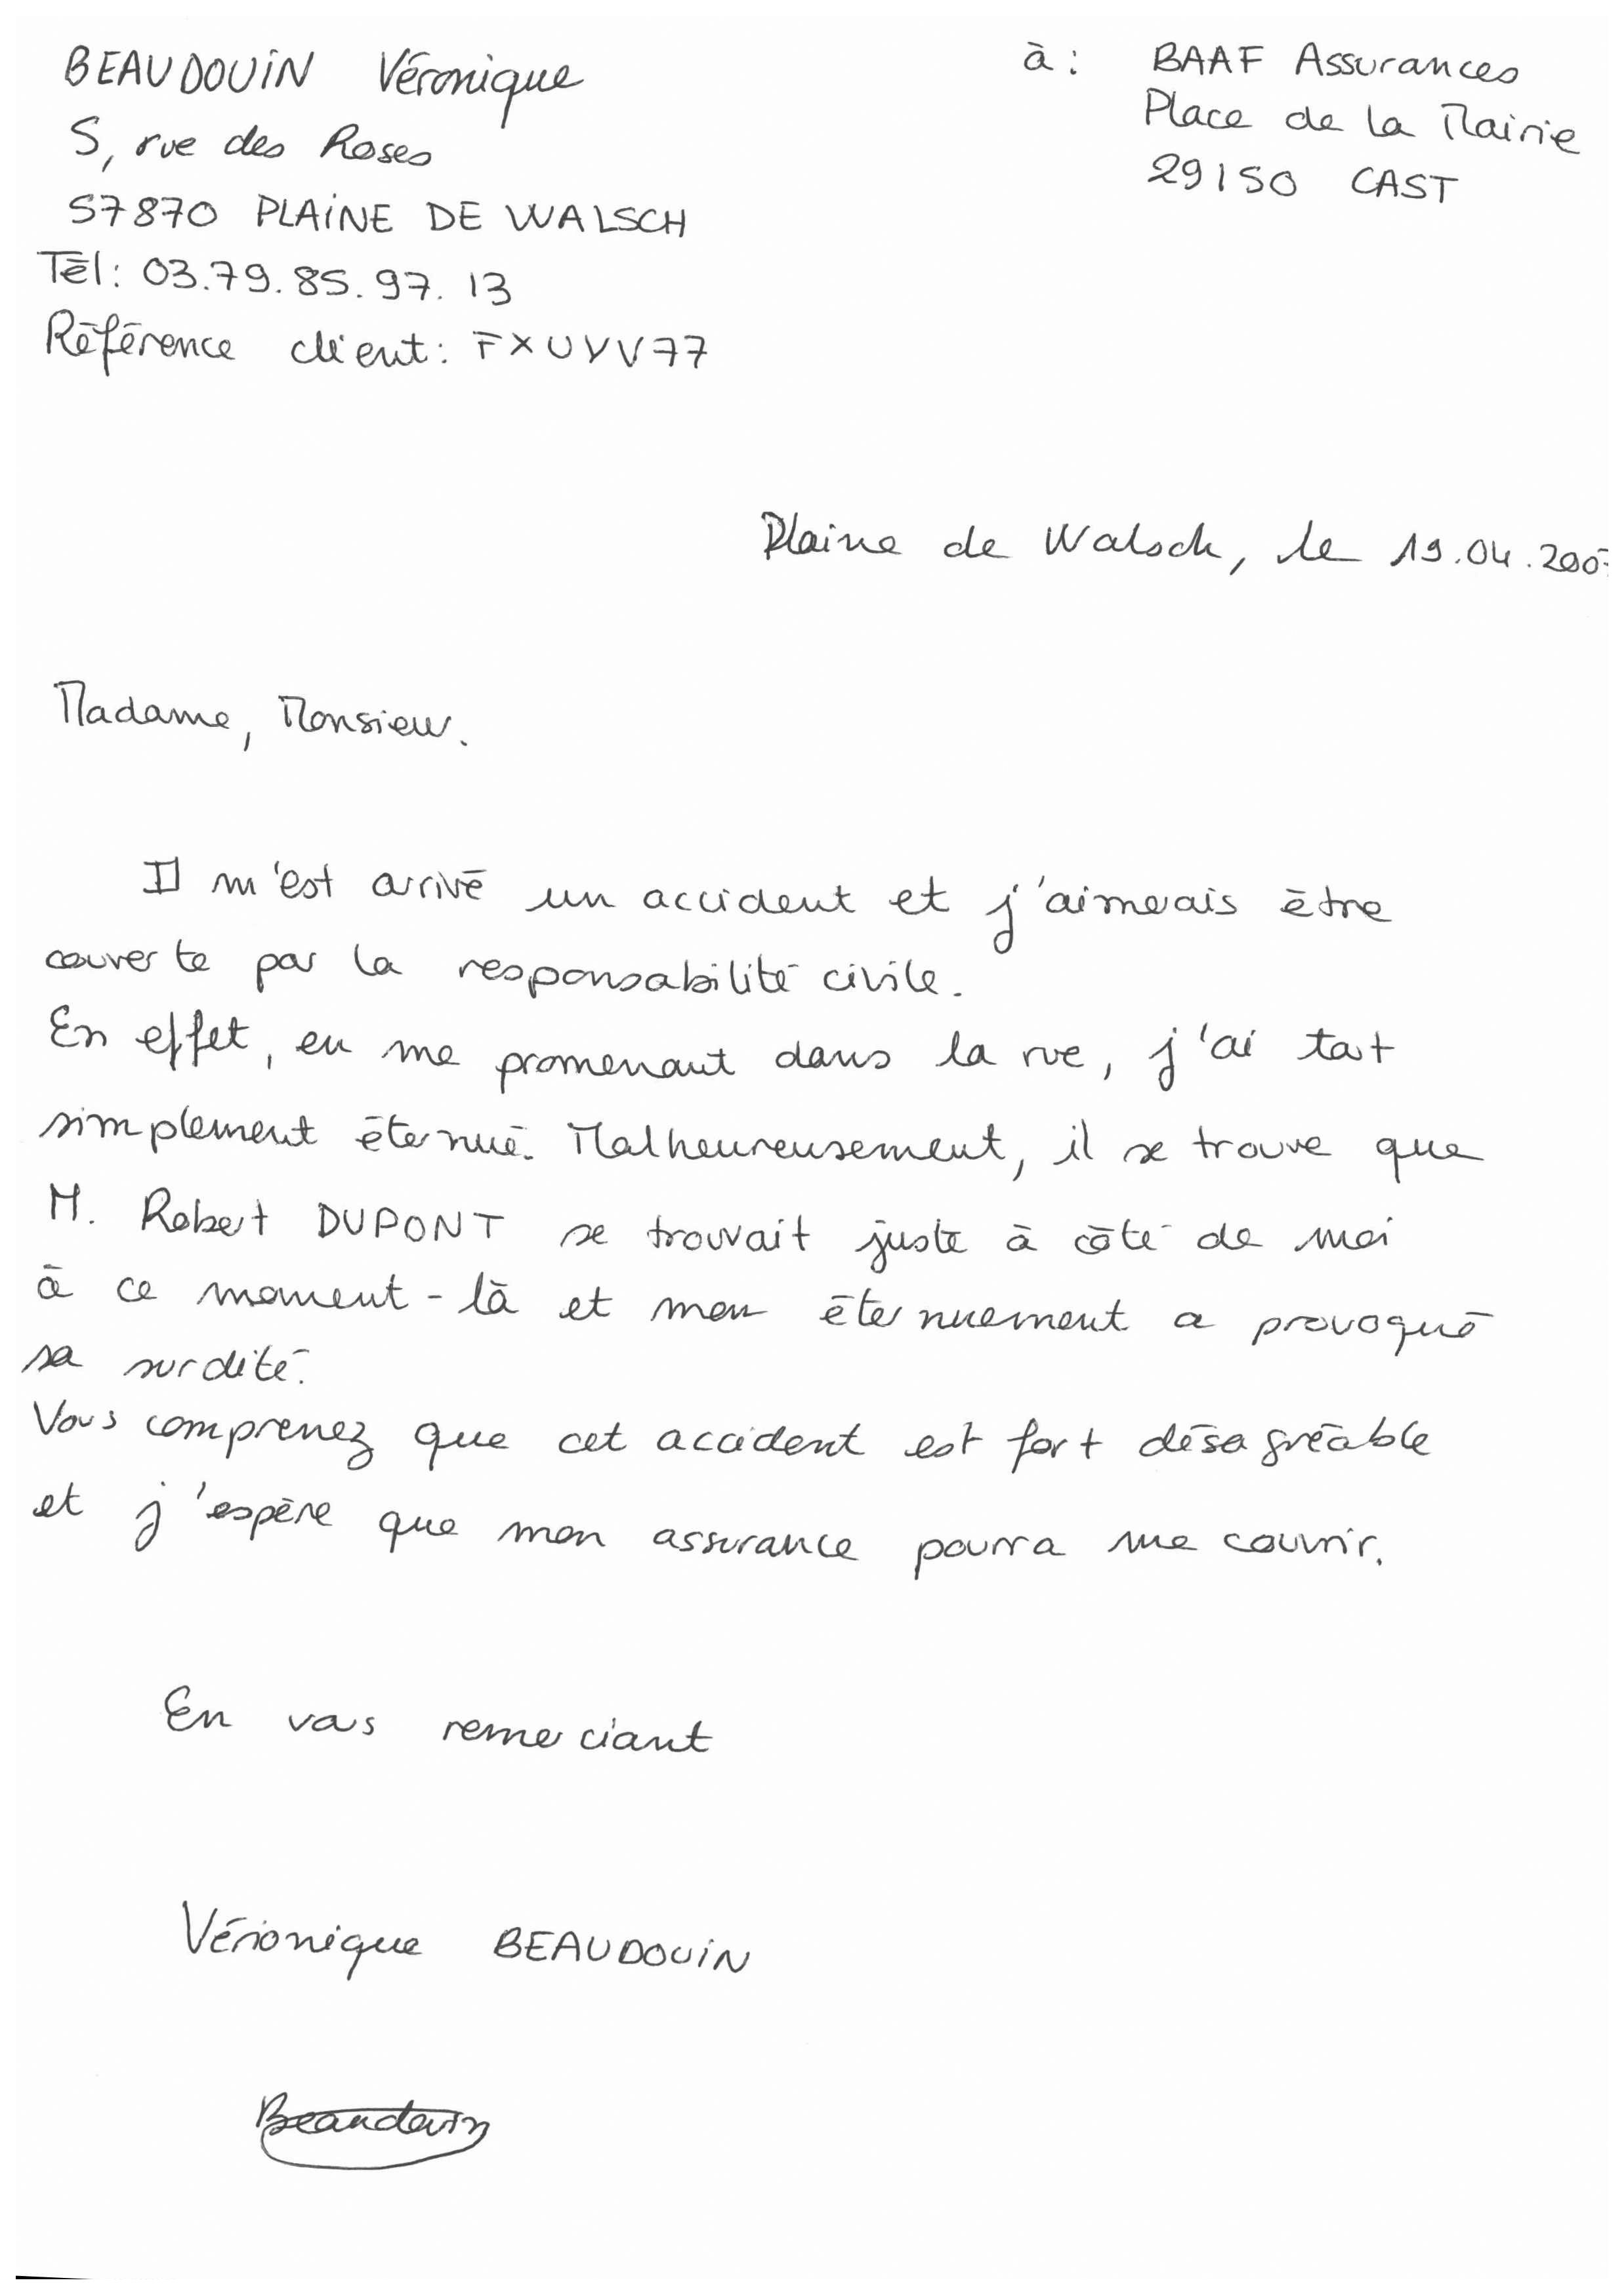 BEAUDOUIN Véronique
5, rue des Roses
57870 PLAINE DE WALSCH
Tél: 03.79.85.97.13
Référence client: FXUVV77
à: BAAF Assurances
Place de la Mairie
29150 CAST
Plaine de Walsch, le 19.04.200
Madame, Monsieur.
Il m'est arrivé un accident et j'aimerais être
couverte par la responsabilité civile.
En effet, en me promenant dans la rue, j'ai tout
simplement éternué. Malheureusement, il se trouve que
M. Robert DUPONT se trouvait juste à côté de moi
à ce moment-là et mon éternuement a provoqué
sa surdité.
Vous comprenez que cet accident est fort désagréable
et j'espère que mon assurance pourra me couvrir.
En vous remerciant
Véronique BEAUDOUIN
Beaudouin